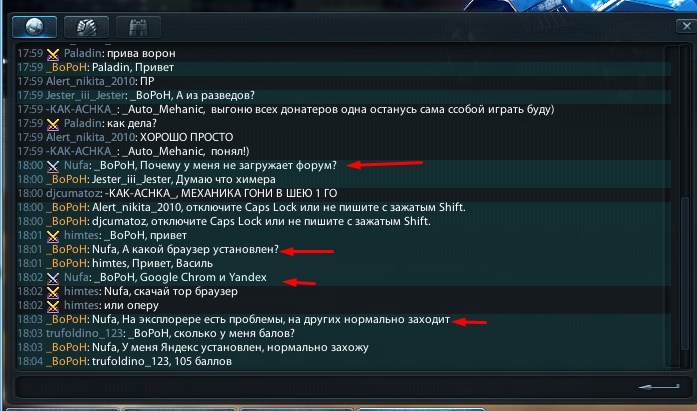 17:59 Paladin: прива ворон
17:59 _BoPoH: Paladin, Привет
17:59 Alert_nikita_2010: ПР
17:59 Jester_iii_Jester: _BoPoH, А из разведов?
17:59 -KAK-ACHKA_: _Auto_Mehanic, выгоню всех донатеров одна останусь сама ссобой играть буду)
17:59 Paladin: как дела?
17:59 Alert_nikita_2010: ХОРОШО ПРОСТО
17:59 -KAK-ACHKA_: _Auto_Mehanic, понял!)
18:00 Nufa: _BoPoH, Почему у меня не загружает форум?
18:00 _BoPoH: Jester_iii_Jester, Думаю что химера
18:00 djcumatoz: -KAK-ACHKA_, МЕХАНИКА ГОНИ В ШЕЮ 1 ГО
18:00 _BoPoH: Alert_nikita_2010, отключите Caps Lock или не пишите с зажатым Shift.
18:00 _BoPoH: djcumatoz, отключите Caps Lock или не пишите с зажатым Shift.
18:01 himtes: _BoPoH, привет
18:01 _BoPoH: Nufa, А какой браузер установлен?
18:01 _BoPoH: himtes, Привет, Василь
18:02 Nufa: _BoPoH, Google Chrom и Yandex
18:02 himtes: Nufa, скачай тор браузер
18:02 himtes: или оперу
18:03 _BoPoH: Nufa, На эксплорере есть проблемы, на других нормально заходит
18:03 trufoldino_123: _BoPoH, сколько у меня балов?
18:03 _BoPoH: Nufa, У меня Яндекс установлен, нормально захожу
18:04 _BoPoH: trufoldino_123, 105 баллов